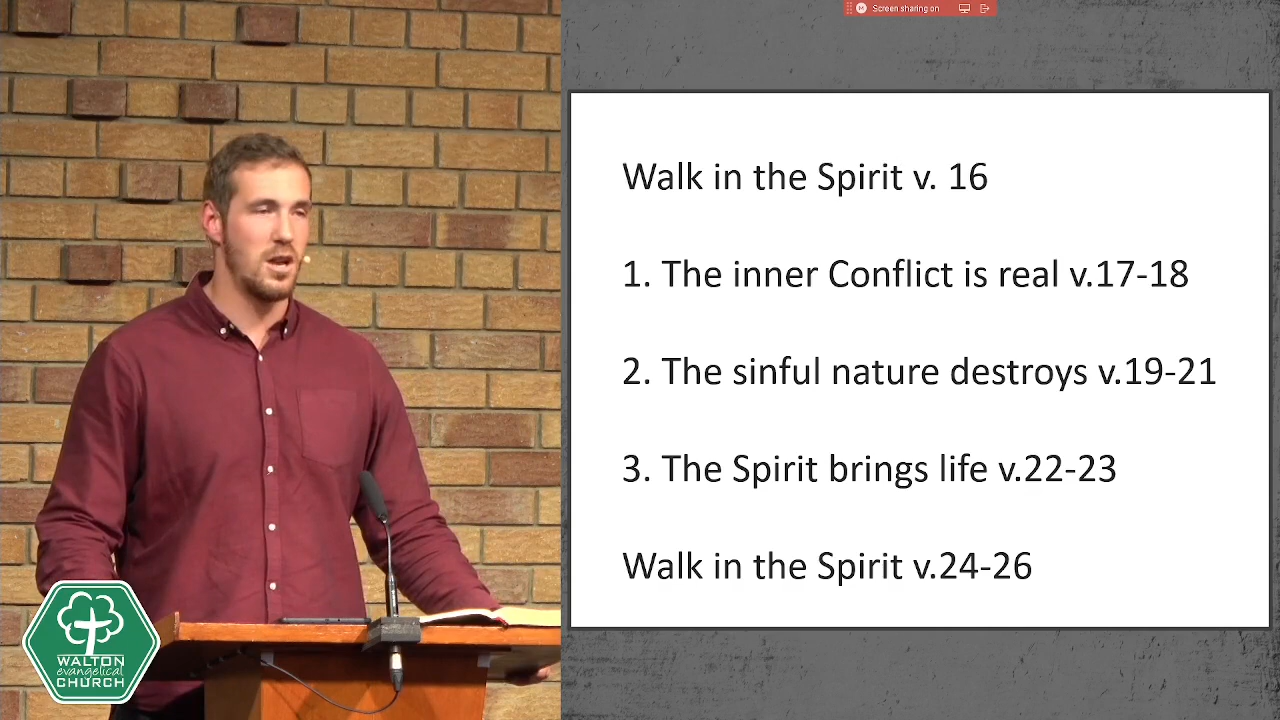 Screen sharing on
Walk in the Spirit v. 16
1. The inner Conflict is real v.17-18
2. The sinful nature destroys v.19-21
3. The Spirit brings life v.22-23
Walk in the Spirit v.24-26
WALTON
evangelical
CHURCH